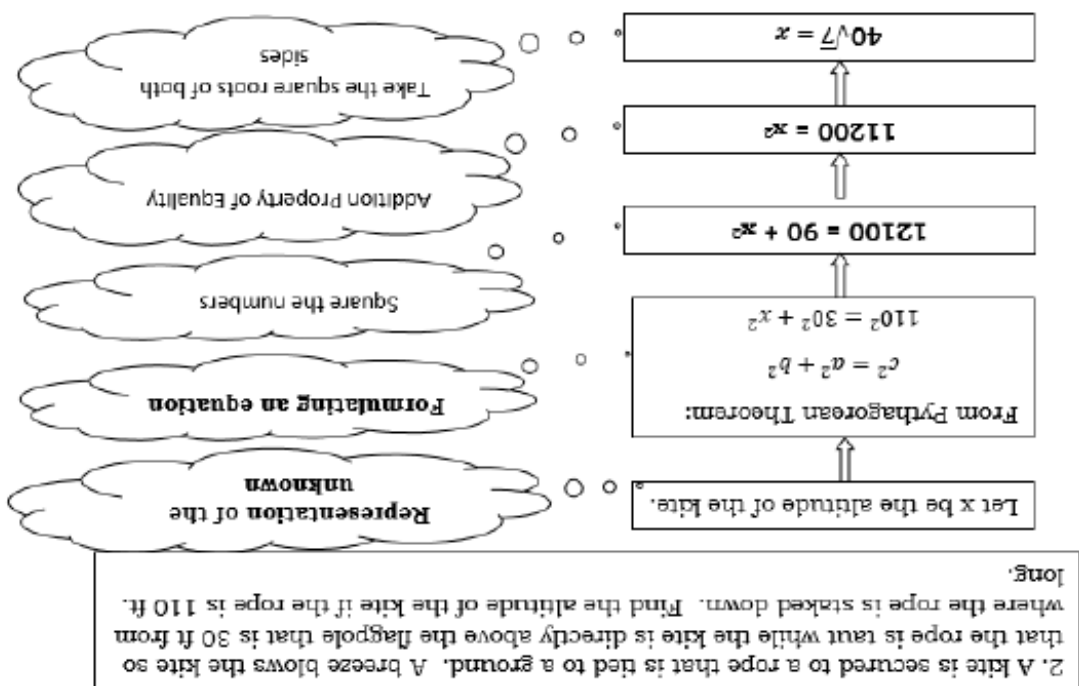 2. A kite is secured to a rope that is tied to a ground. A breeze blows the kite so
that the rope is taut while the kite is directly above the flagpole that is 30 ft from
where the rope is staked down. Find the altitude of the kite if the rope is 110 ft.
long.
Let x be the altitude of the kite.
Representation of the
unknown
From Pythagorean Theorem:
c² = a² + b²
110² = 30² + x²
Formulating an equation
12100 = 90 + x²
Square the numbers
11200 = x²
Addition Property of Equality
40√7 = x
Take the square roots of both
sides